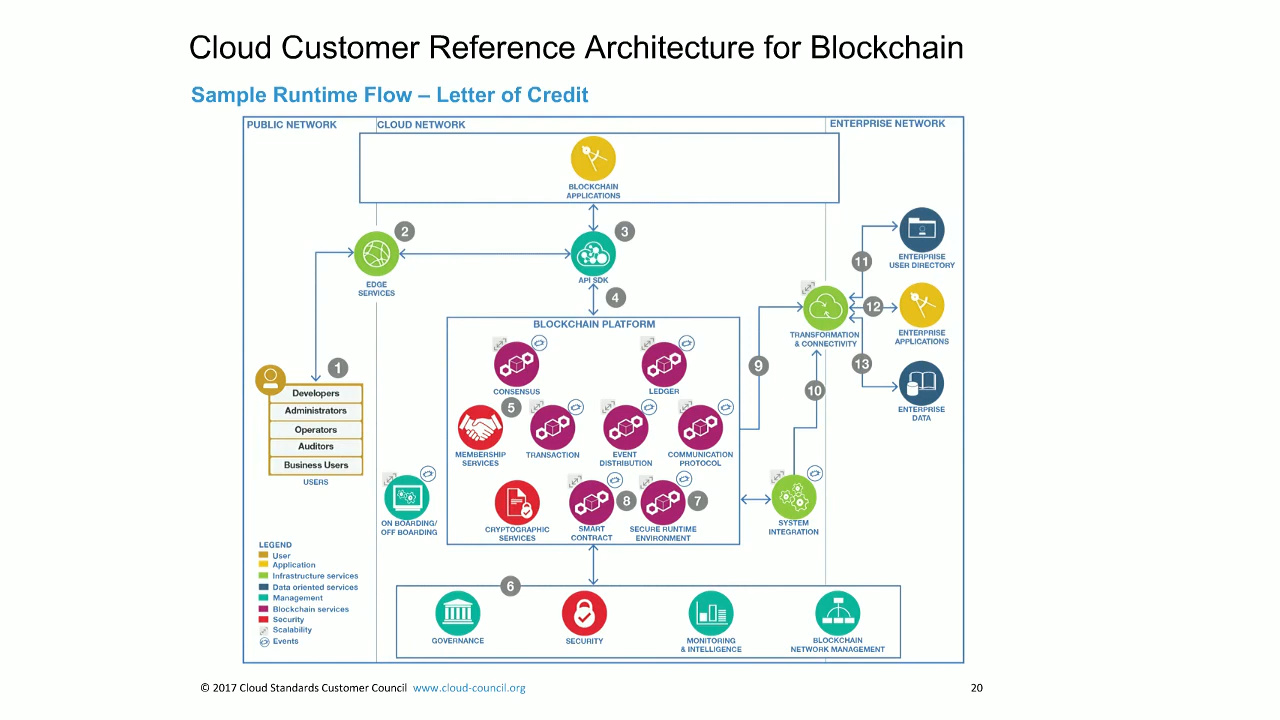 Cloud Customer Reference Architecture for Blockchain
Sample Runtime Flow – Letter of Credit
PUBLIC NETWORK
CLOUD NETWORK
ENTERPRISE NETWORK
BLOCKCHAIN
APPLICATIONS
2
3
EDGE
SERVICES
API SDK
4
11
ENTERPRISE
USER DIRECTORY
12
TRANSFORMATION
& CONNECTIVITY
ENTERPRISE
APPLICATIONS
13
ENTERPRISE
DATA
1
Developers
Administrators
Operators
Auditors
Business Users
USERS
BLOCKCHAIN PLATFORM
CONSENSUS
LEDGER
9
10
5
MEMBERSHIP
SERVICES
TRANSACTION
EVENT
DISTRIBUTION
COMMUNICATION
PROTOCOL
8
7
ON BOARDING/
OFF BOARDING
CRYPTOGRAPHIC
SERVICES
SMART
CONTRACT
SECURE RUNTIME
ENVIRONMENT
SYSTEM
INTEGRATION
LEGEND
User
Application
Infrastructure services
Data oriented services
Management
Blockchain services
Security
Scalability
Events
6
GOVERNANCE
SECURITY
MONITORING
& INTELLIGENCE
BLOCKCHAIN
NETWORK MANAGEMENT
© 2017 Cloud Standards Customer Council www.cloud-council.org
20